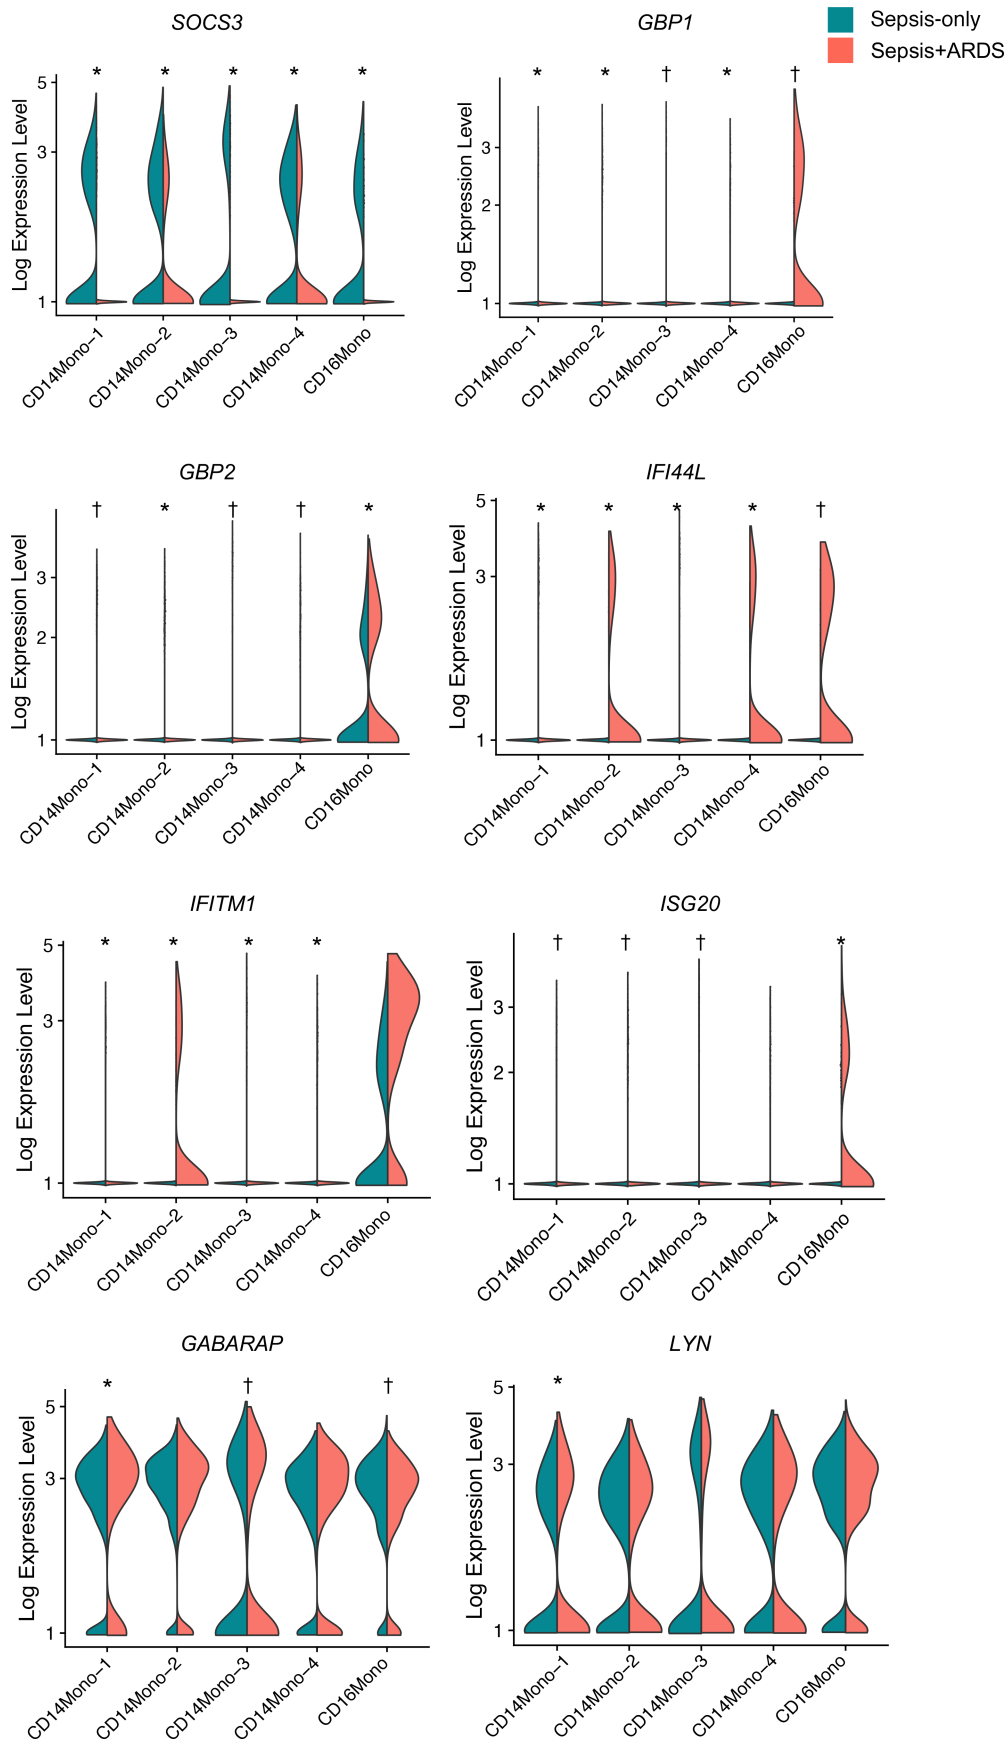 SOCS3
GBP1
Sepsis-only
Sepsis+ARDS
Log Expression Level
5
3
1
* * * * *
CD14Mono−1
CD14Mono−2
CD14Mono−3
CD14Mono−4
CD16Mono
Log Expression Level
3
2
1
* * † * †
CD14Mono−1
CD14Mono−2
CD14Mono−3
CD14Mono−4
CD16Mono
GBP2
Log Expression Level
3
2
1
† * † † *
CD14Mono−1
CD14Mono−2
CD14Mono−3
CD14Mono−4
CD16Mono
IFI44L
Log Expression Level
5
3
1
* * * * †
CD14Mono−1
CD14Mono−2
CD14Mono−3
CD14Mono−4
CD16Mono
IFITM1
Log Expression Level
5
3
1
* * * *
CD14Mono−1
CD14Mono−2
CD14Mono−3
CD14Mono−4
CD16Mono
ISG20
Log Expression Level
3
2
1
† † † *
CD14Mono−1
CD14Mono−2
CD14Mono−3
CD14Mono−4
CD16Mono
GABARAP
Log Expression Level
5
3
1
* † †
CD14Mono−1
CD14Mono−2
CD14Mono−3
CD14Mono−4
CD16Mono
LYN
Log Expression Level
5
3
1
*
CD14Mono−1
CD14Mono−2
CD14Mono−3
CD14Mono−4
CD16Mono